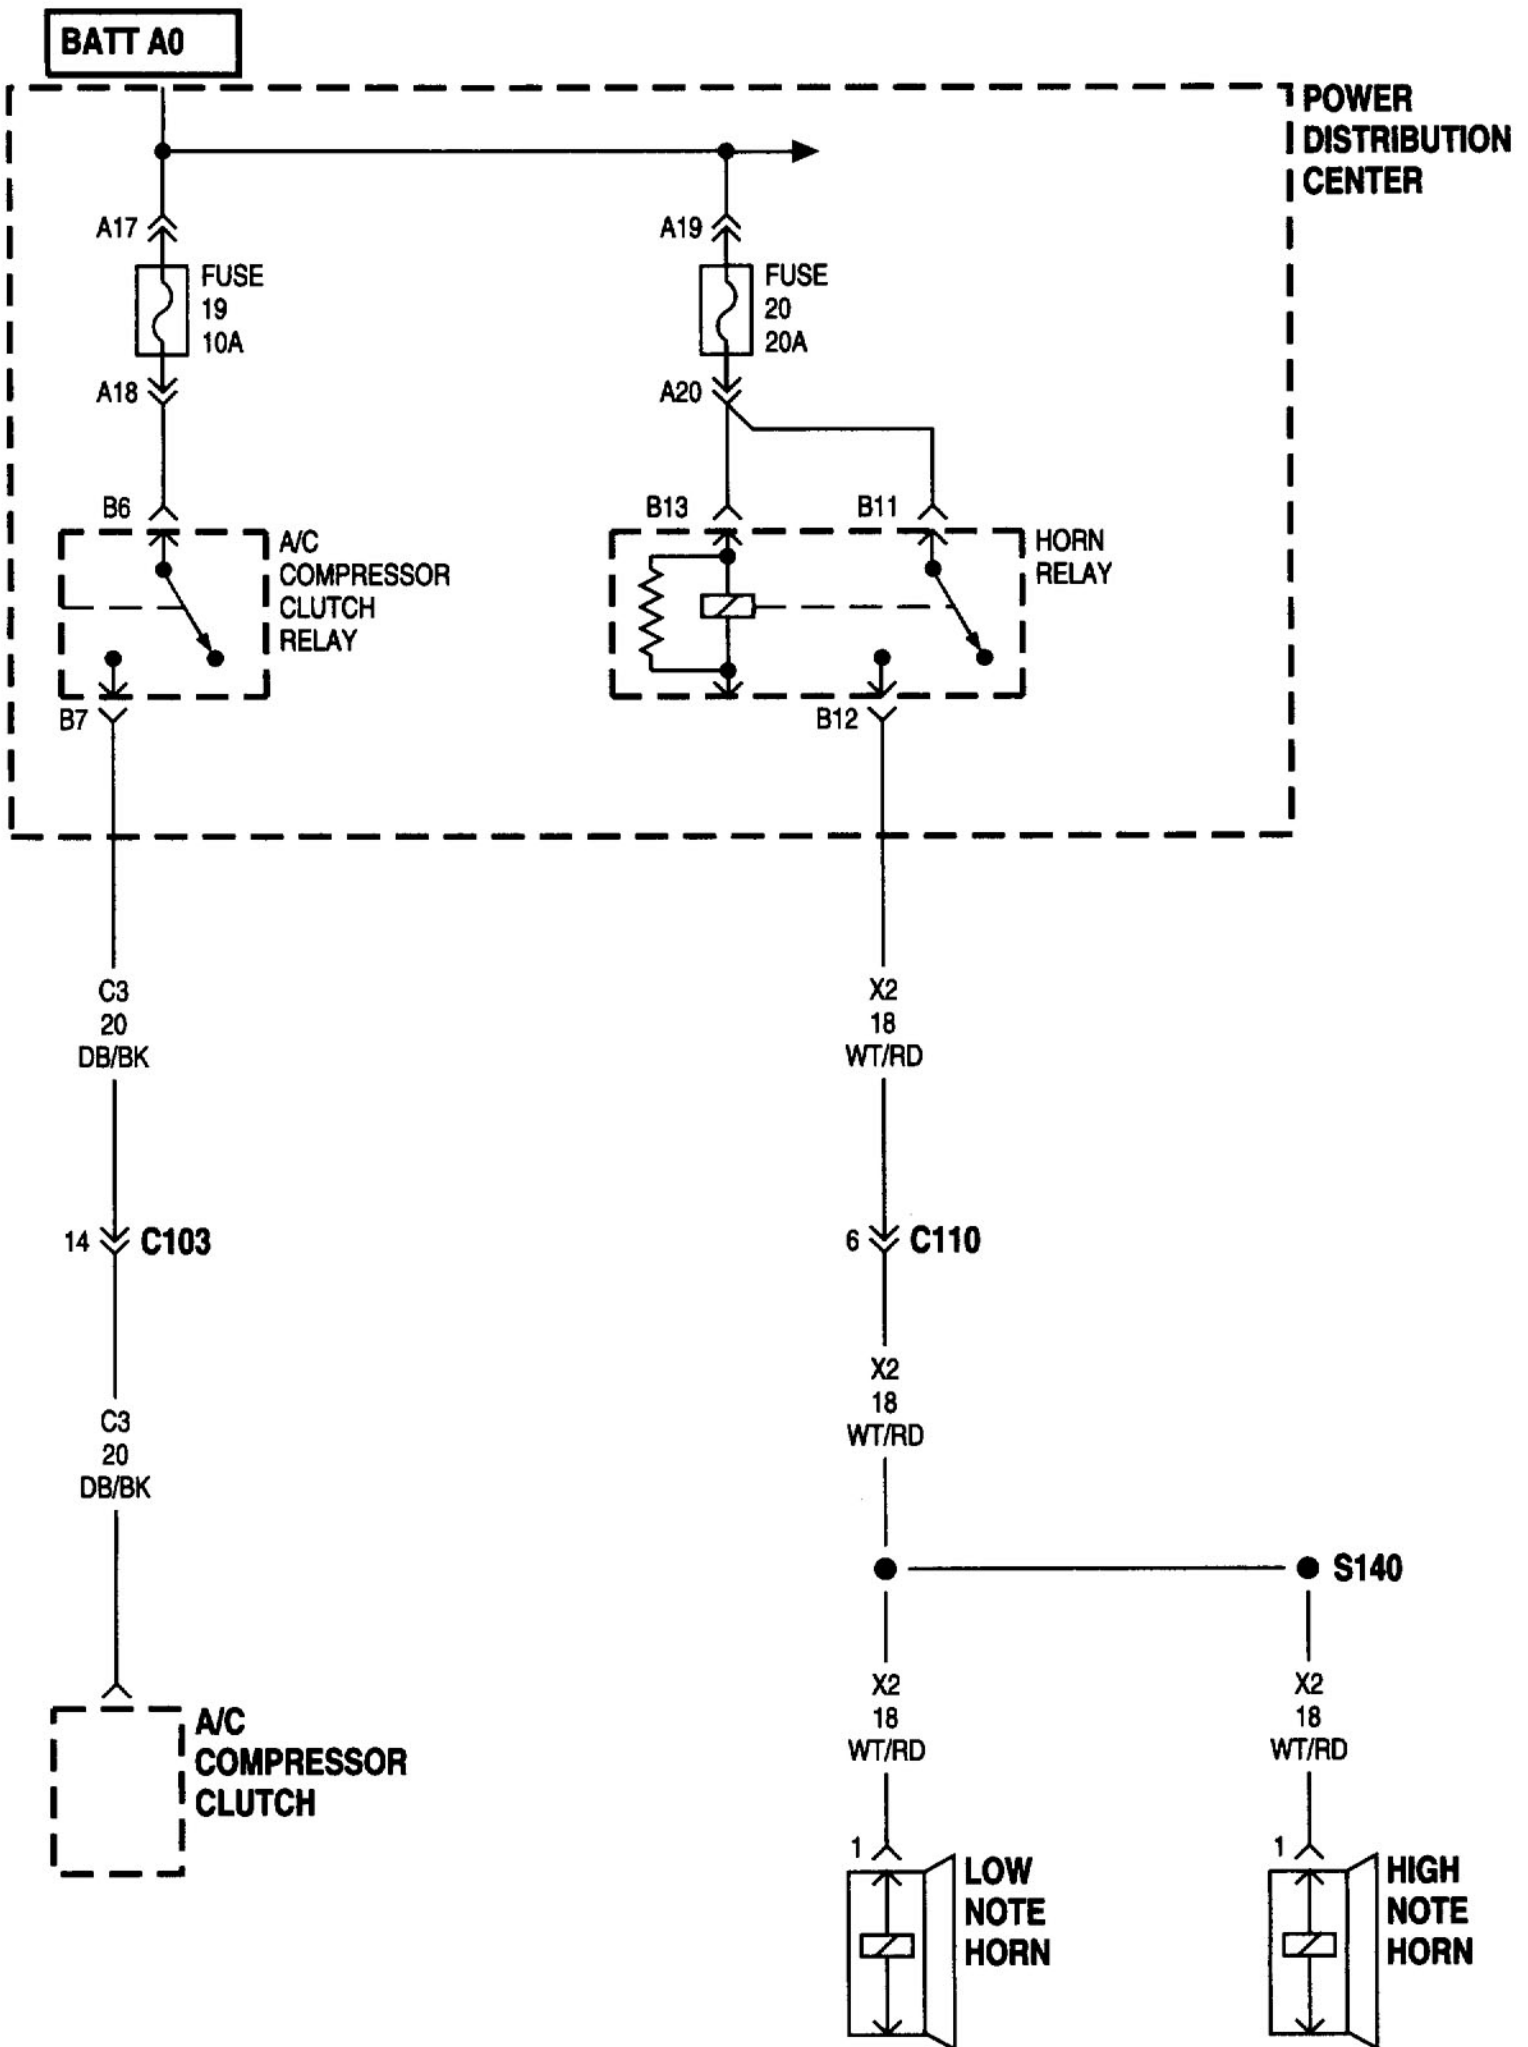 BATT A0
POWER
DISTRIBUTION
CENTER
A17
A19
FUSE
19
10A
FUSE
20
20A
A18
A20
B6
B13
B11
A/C
COMPRESSOR
CLUTCH
RELAY
HORN
RELAY
B7
B12
C3
20
DB/BK
X2
18
WT/RD
14
C103
6
C110
C3
20
DB/BK
X2
18
WT/RD
S140
X2
18
WT/RD
X2
18
WT/RD
A/C
COMPRESSOR
CLUTCH
1
LOW
NOTE
HORN
1
HIGH
NOTE
HORN